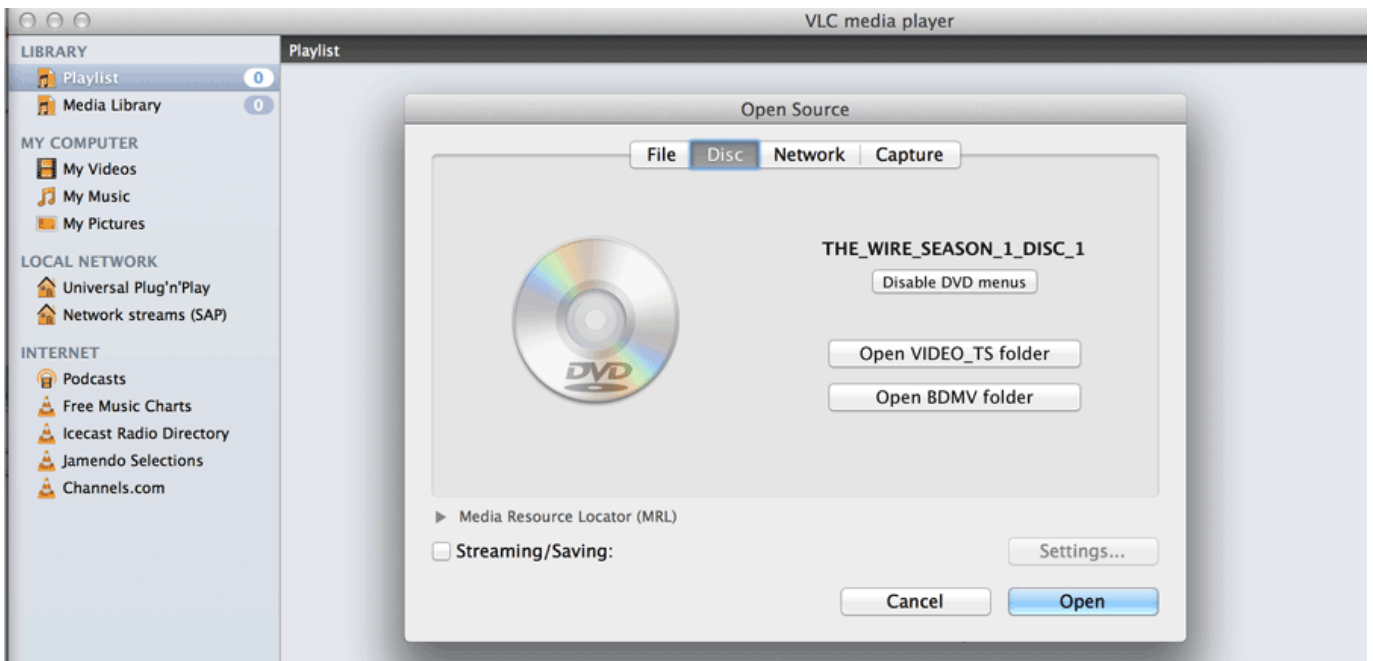 VLC media player
LIBRARY
Playlist 0
Media Library 0
MY COMPUTER
My Videos
My Music
My Pictures
LOCAL NETWORK
Universal Plug'n'Play
Network streams (SAP)
INTERNET
Podcasts
Free Music Charts
Icecast Radio Directory
Jamendo Selections
Channels.com
Playlist
Open Source
File Disc Network Capture
DVD
THE_WIRE_SEASON_1_DISC_1
Disable DVD menus
Open VIDEO_TS folder
Open BDMV folder
Media Resource Locator (MRL)
Streaming/Saving:
Settings...
Cancel Open